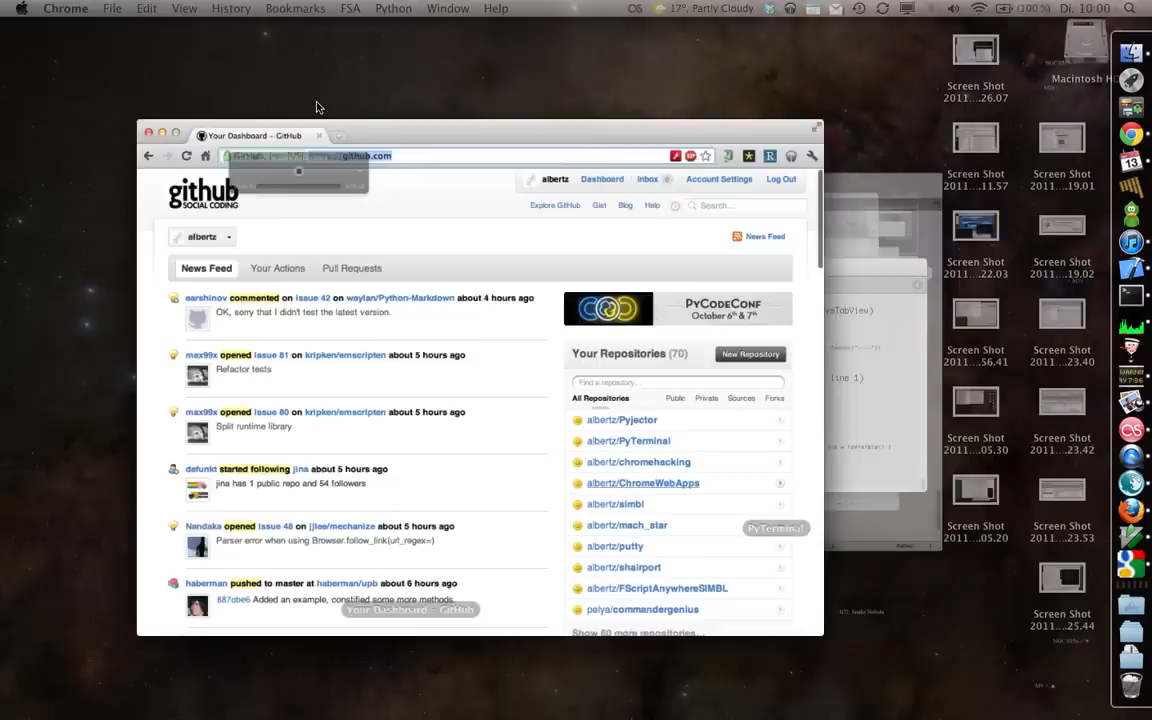 Chrome File Edit View History Bookmarks FSA Python Window Help
17°, Partly Cloudy
(100 %)
Di. 10:00
Your Dashboard – GitHub
github.com
github
SOCIAL CODING
albertz Dashboard Inbox 0 Account Settings Log Out
Explore GitHub Gist Blog Help Search...
albertz
News Feed
News Feed Your Actions Pull Requests
earshinov commented on issue 42 on waylan/Python-Markdown about 4 hours ago
OK, sorry that I didn't test the latest version.
max99x opened issue 81 on kripken/emscripten about 5 hours ago
Refactor tests
max99x opened issue 80 on kripken/emscripten about 5 hours ago
Split runtime library
defunkt started following jina about 5 hours ago
jina has 1 public repo and 54 followers
Nandaka opened issue 48 on jjlee/mechanize about 5 hours ago
Parser error when using Browser.follow_link(url_regex=)
haberman pushed to master at haberman/upb about 6 hours ago
887obe6 Added an example, constified some more methods.
Your Dashboard – GitHub
PyCodeConf
October 6th & 7th
Your Repositories (70)
New Repository
Find a repository...
All Repositories Public Private Sources Forks
albertz/Pyjector
albertz/PyTerminal
albertz/chromehacking
albertz/ChromeWebApps
albertz/simbl
albertz/mach_star
PyTerminal
albertz/putty
albertz/shairport
albertz/FScriptAnywhereSIMBL
pelya/commandergenius
Show 60 more repositories...
veTabView)
line 1)
Macintosh H
Screen Shot
2011....26.07
Screen Shot
2011....11.57
Screen Shot
2011....19.01
Screen Shot
2011....22.03
Screen Shot
2011....19.02
Screen Shot
2011....56.41
Screen Shot
2011....23.40
Screen Shot
2011....05.30
Screen Shot
2011....23.42
Screen Shot
2011....05.20
Screen Shot
2011....23.53
Screen Shot
2011....25.44
13